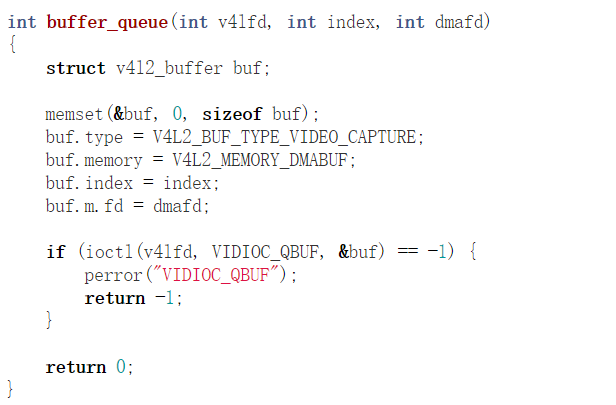 int buffer_queue(int v4lfd, int index, int dmafd)
{
    struct v4l2_buffer buf;

    memset(&buf, 0, sizeof buf);
    buf.type = V4L2_BUF_TYPE_VIDEO_CAPTURE;
    buf.memory = V4L2_MEMORY_DMABUF;
    buf.index = index;
    buf.m.fd = dmafd;

    if (ioctl(v4lfd, VIDIOC_QBUF, &buf) == -1) {
        perror("VIDIOC_QBUF");
        return -1;
    }

    return 0;
}